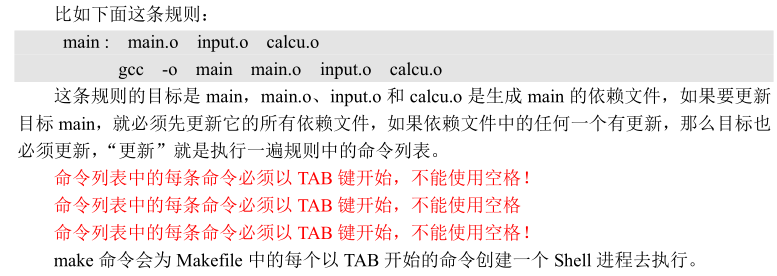 比如下面这条规则：
main :    main.o    input.o    calcu.o
gcc    -o    main    main.o    input.o    calcu.o
这条规则的目标是 main，main.o、input.o 和 calcu.o 是生成 main 的依赖文件，如果要更新
目标 main，就必须先更新它的所有依赖文件，如果依赖文件中的任何一个有更新，那么目标也
必须更新，“更新”就是执行一遍规则中的命令列表。
命令列表中的每条命令必须以 TAB 键开始，不能使用空格！
命令列表中的每条命令必须以 TAB 键开始，不能使用空格
命令列表中的每条命令必须以 TAB 键开始，不能使用空格！
make 命令会为 Makefile 中的每个以 TAB 开始的命令创建一个 Shell 进程去执行。